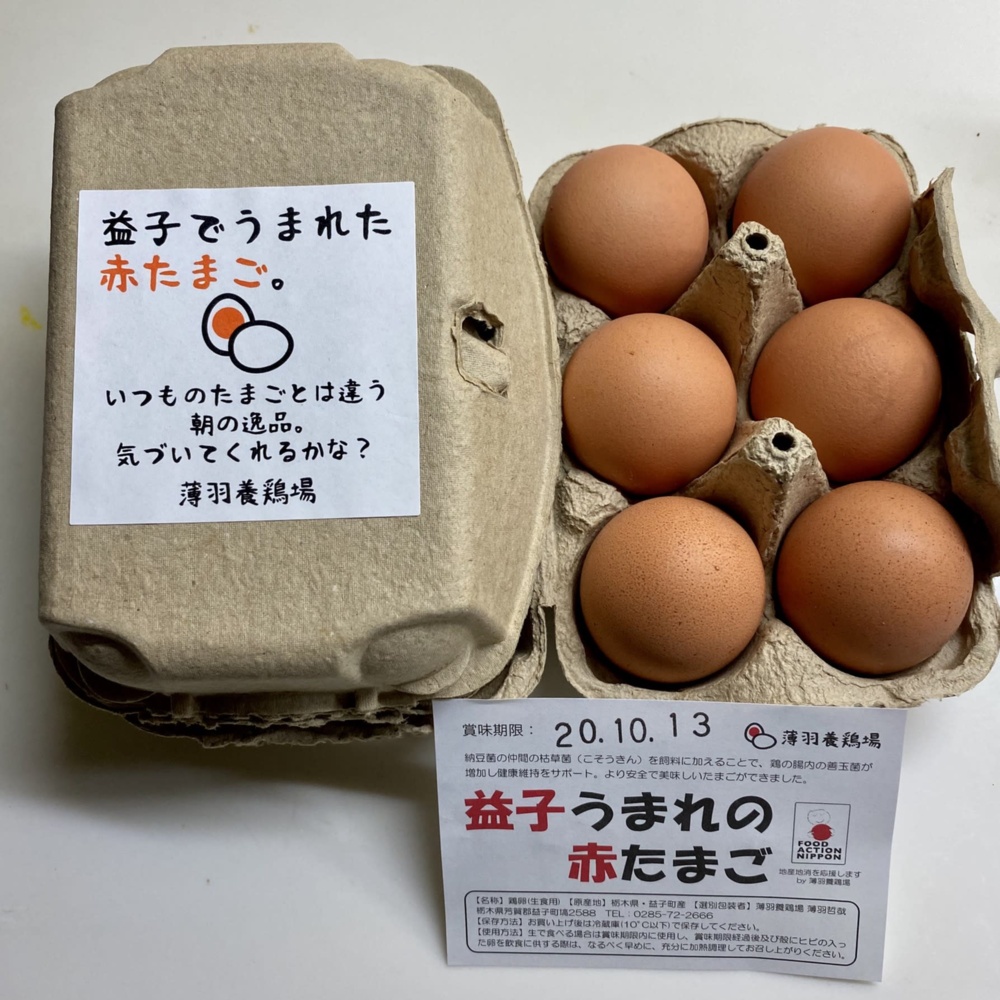 益子でうまれた
赤たまご。
いつものたまごとは違う
朝の逸品。
気づいてくれるかな？
薄羽養鶏場
賞味期限： 20.10.13 薄羽養鶏場
納豆菌の仲間の枯草菌（こそうきん）を飼料に加えることで、鶏の腸内の善玉菌が
増加し健康維持をサポート。より安全で美味しいたまごができました。
益子うまれの
赤たまご
FOOD
ACTION
NIPPON
地産地消を応援します
by 薄羽養鶏場
【名称】鶏卵（生食用）【原産地】栃木県・益子町産【選別包装者】薄羽養鶏場 薄羽哲哉
栃木県芳賀郡益子町塙2588 TEL：0285-72-2666
【保存方法】お買い上げ後は冷蔵庫（10℃以下）で保存してください。
【使用方法】生で食べる場合は賞味期限内に使用し、賞味期限経過後及び殻にヒビの入っ
た卵を飲食に供する際は、なるべく早めに、充分に加熱調理してお召し上がりください。